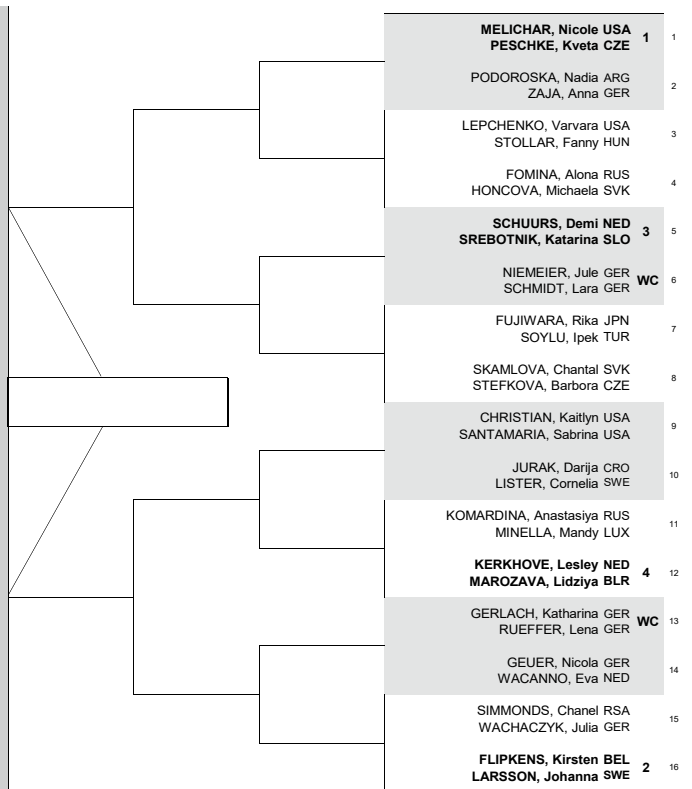 MELICHAR, Nicole USA 1 1
PESCHKE, Kveta CZE
PODOROSKA, Nadia ARG 2
ZAJA, Anna GER
LEPCHENKO, Varvara USA 3
STOLLAR, Fanny HUN
FOMINA, Alona RUS 4
HONCOVA, Michaela SVK
SCHUURS, Demi NED 3 5
SREBOTNIK, Katarina SLO
NIEMEIER, Jule GER WC 6
SCHMIDT, Lara GER
FUJIWARA, Rika JPN 7
SOYLU, Ipek TUR
SKAMLOVA, Chantal SVK 8
STEFKOVA, Barbora CZE
CHRISTIAN, Kaitlyn USA 9
SANTAMARIA, Sabrina USA
JURAK, Darija CRO 10
LISTER, Cornelia SWE
KOMARDINA, Anastasiya RUS 11
MINELLA, Mandy LUX
KERKHOVE, Lesley NED 4 12
MAROZAVA, Lidziya BLR
GERLACH, Katharina GER WC 13
RUEFFER, Lena GER
GEUER, Nicola GER 14
WACANNO, Eva NED
SIMMONDS, Chanel RSA 15
WACHACZYK, Julia GER
FLIPKENS, Kirsten BEL 2 16
LARSSON, Johanna SWE